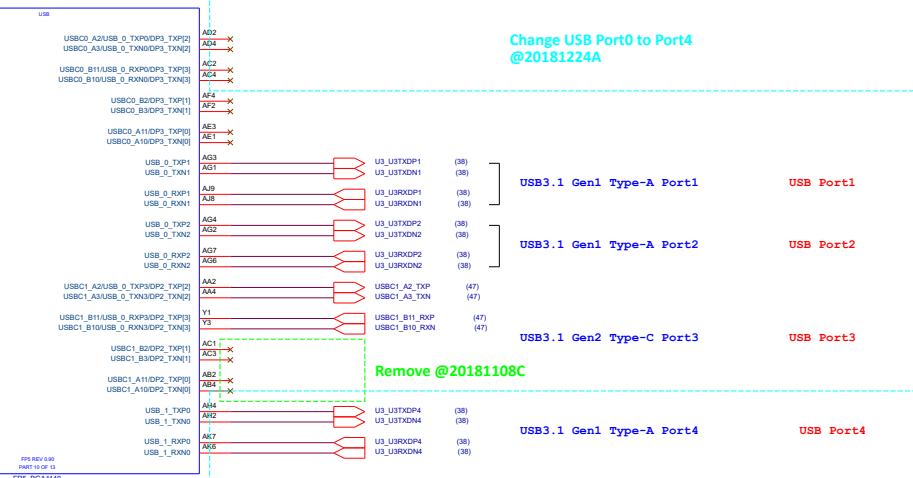 USB
USBC0_A2/USB_0_TXP0/DP3_TXP[2] AD2
USBC0_A3/USB_0_TXN0/DP3_TXN[2] AD4
Change USB Port0 to Port4
@20181224A
USBC0_B11/USB_0_RXP0/DP3_TXP[3] AC2
USBC0_B10/USB_0_RXN0/DP3_TXN[3] AC4
USBC0_B2/DP3_TXP[1] AF4
USBC0_B3/DP3_TXN[1] AF2
USBC0_A11/DP3_TXP[0] AE3
USBC0_A10/DP3_TXN[0] AE1
USB_0_TXP1 AG3 U3_U3TXDP1 (38)
USB_0_TXN1 AG1 U3_U3TXDN1 (38)
USB3.1 Gen1 Type-A Port1 USB Port1
USB_0_RXP1 AJ9 U3_U3RXDP1 (38)
USB_0_RXN1 AJ8 U3_U3RXDN1 (38)
USB_0_TXP2 AG4 U3_U3TXDP2 (38)
USB_0_TXN2 AG2 U3_U3TXDN2 (38)
USB3.1 Gen1 Type-A Port2 USB Port2
USB_0_RXP2 AG7 U3_U3RXDP2 (38)
USB_0_RXN2 AG6 U3_U3RXDN2 (38)
USBC1_A2/USB_0_TXP3/DP2_TXP[2] AA2 USBC1_A2_TXP (47)
USBC1_A3/USB_0_TXN3/DP2_TXN[2] AA4 USBC1_A3_TXN (47)
USBC1_B11/USB_0_RXP3/DP2_TXP[3] Y1 USBC1_B11_RXP (47)
USBC1_B10/USB_0_RXN3/DP2_TXN[3] Y3 USBC1_B10_RXN (47)
USB3.1 Gen2 Type-C Port3 USB Port3
USBC1_B2/DP2_TXP[1] AC1
USBC1_B3/DP2_TXN[1] AC3
Remove @20181108C
USBC1_A11/DP2_TXP[0] AB2
USBC1_A10/DP2_TXN[0] AB4
USB_1_TXP0 AH4 U3_U3TXDP4 (38)
USB_1_TXN0 AH2 U3_U3TXDN4 (38)
USB3.1 Gen1 Type-A Port4 USB Port4
USB_1_RXP0 AK7 U3_U3RXDP4 (38)
USB_1_RXN0 AK6 U3_U3RXDN4 (38)
FP5 REV 0.90
PART 10 OF 13